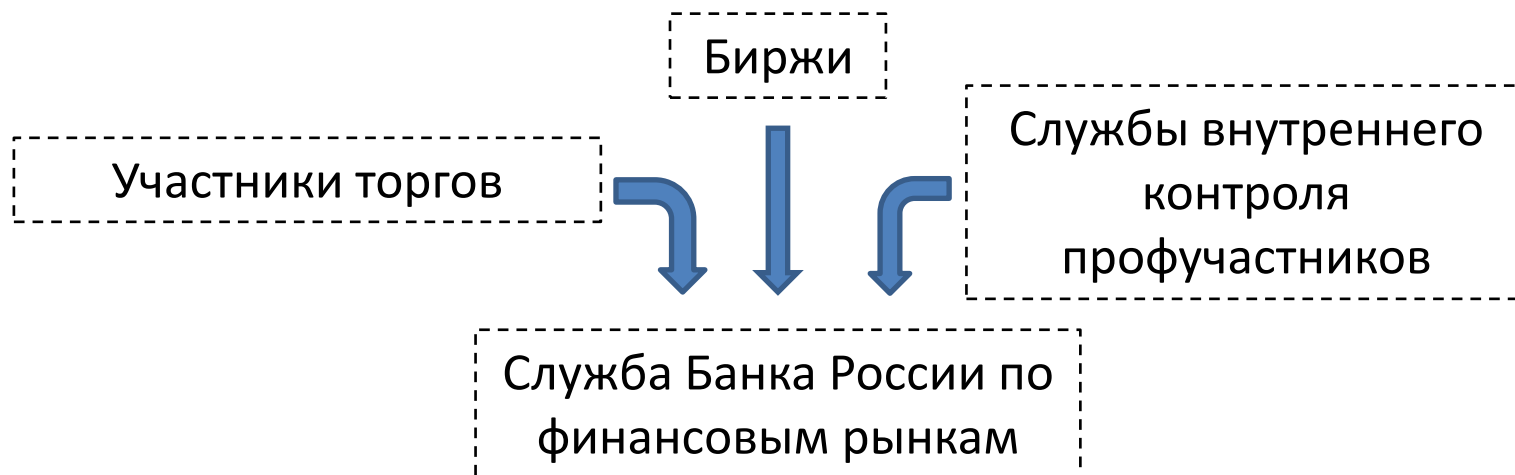 Биржи
Участники торгов
Службы внутреннего
контроля
профучастников
Служба Банка России по
финансовым рынкам